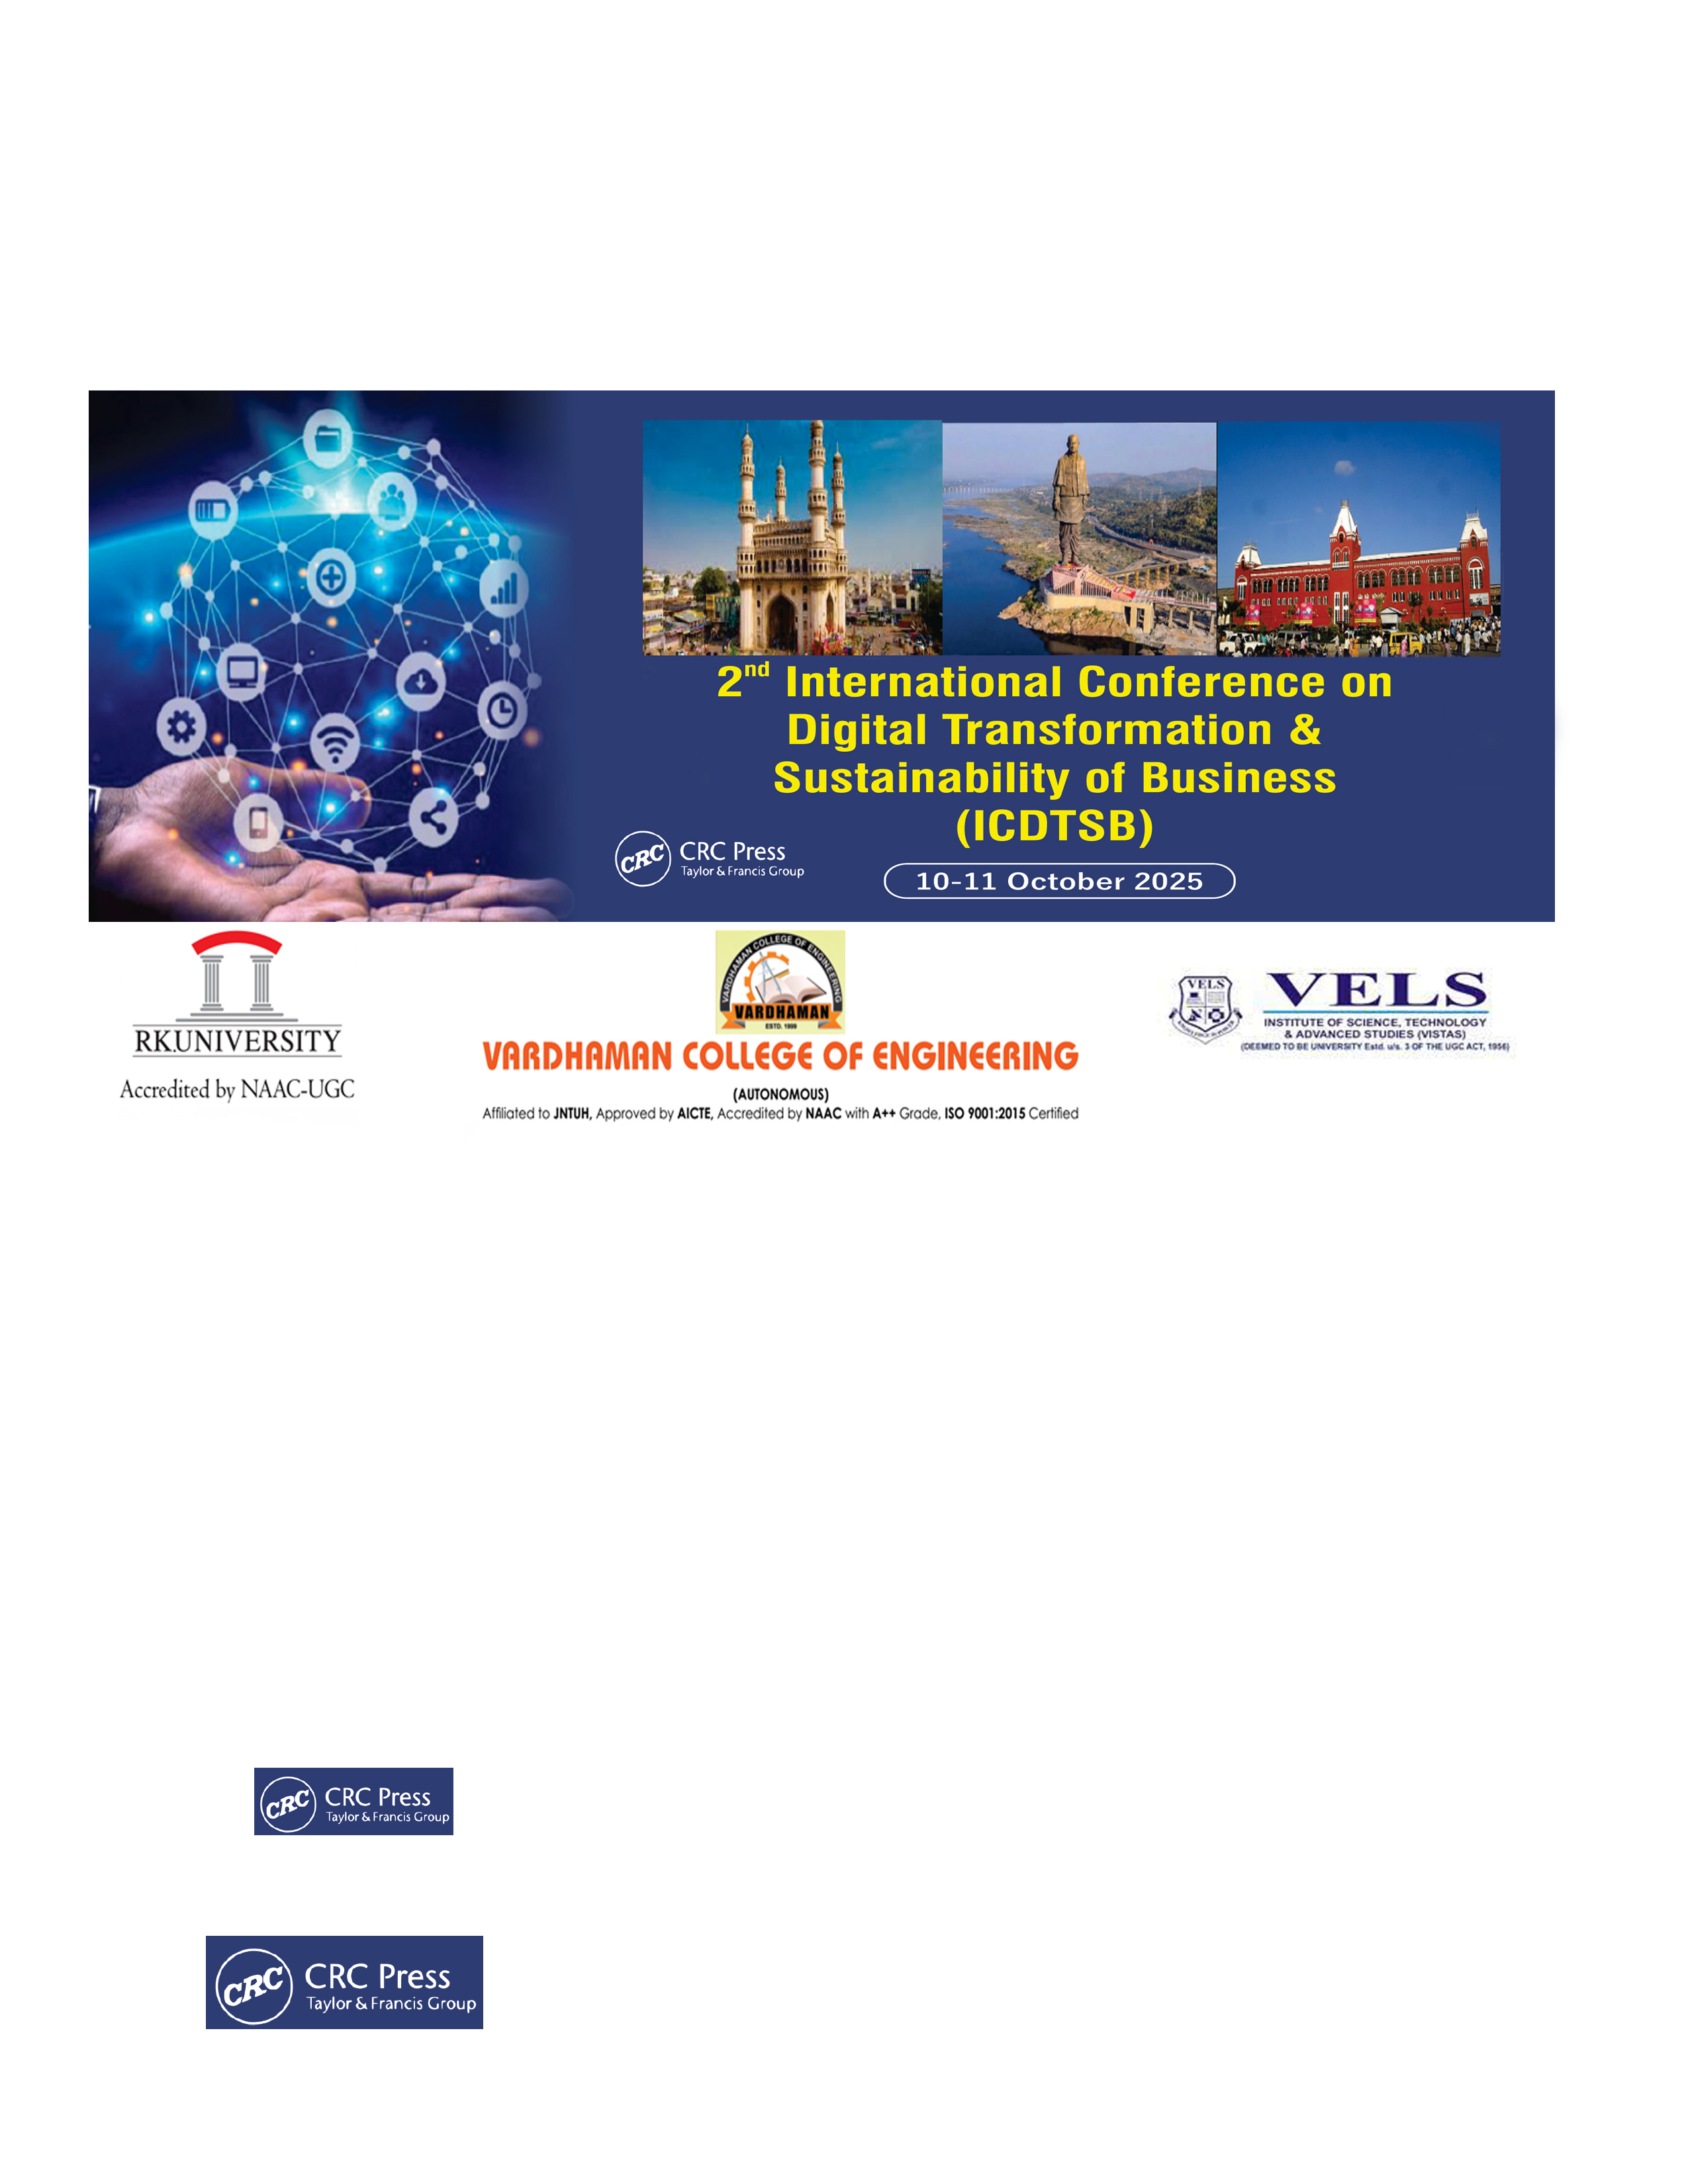 2nd International Conference on
Digital Transformation &
Sustainability of Business
(ICDTSB)
CRC CRC Press
Taylor & Francis Group
10-11 October 2025
RK.UNIVERSITY
Accredited by NAAC-UGC
VARDHAMAN COLLEGE OF ENGINEERING
VARDHAMAN
ESTD. 1999
VARDHAMAN COLLEGE OF ENGINEERING
(AUTONOMOUS)
Affiliated to JNTUH, Approved by AICTE, Accredited by NAAC with A++ Grade, ISO 9001:2015 Certified
VELS
VELS
INSTITUTE OF SCIENCE, TECHNOLOGY
& ADVANCED STUDIES (VISTAS)
(DEEMED TO BE UNIVERSITY Estd. u/s. 3 OF THE UGC ACT, 1956)
CRC CRC Press
Taylor & Francis Group
CRC CRC Press
Taylor & Francis Group